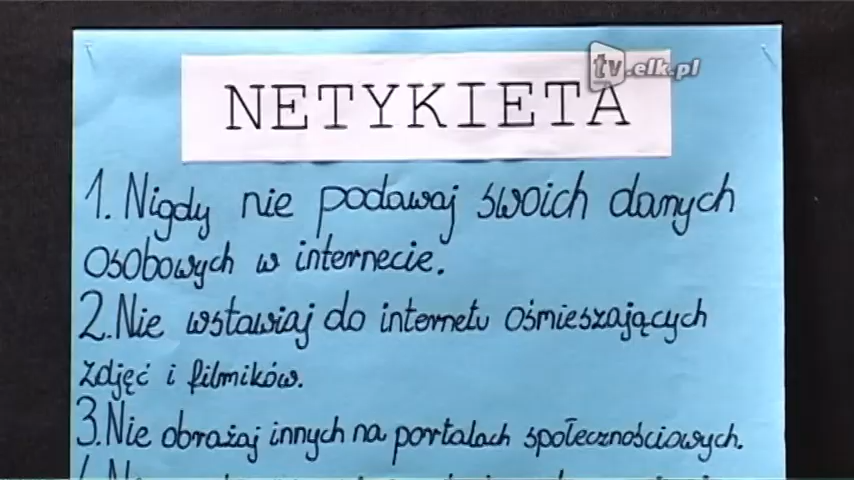 tv.elk.pl
NETYKIETA
1. Nigdy nie podawaj swoich danych
osobowych w internecie.
2. Nie wstawiaj do internetu ośmieszających
zdjęć i filmików.
3. Nie obrażaj innych na portalach społecznościowych.